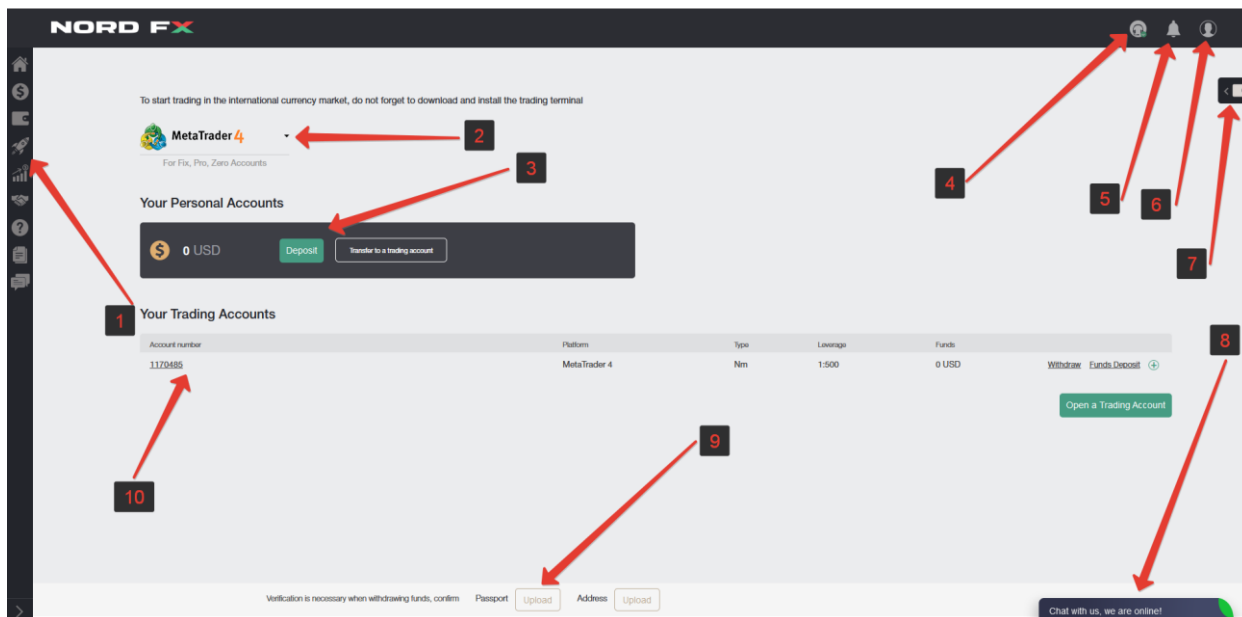 NORD FX
4
5
6
7
To start trading in the international currency market, do not forget to download and install the trading terminal
MetaTrader 4
2
For Fix, Pro, Zero Accounts
3
Your Personal Accounts
0 USD Deposit Transfer to a trading account
1
Your Trading Accounts
8
Account number Platform Type Leverage Funds
1170485 MetaTrader 4 Nm 1:500 0 USD Withdraw Funds Deposit
Open a Trading Account
9
10
Verification is necessary when withdrawing funds, confirm Passport Upload Address Upload
Chat with us, we are online!